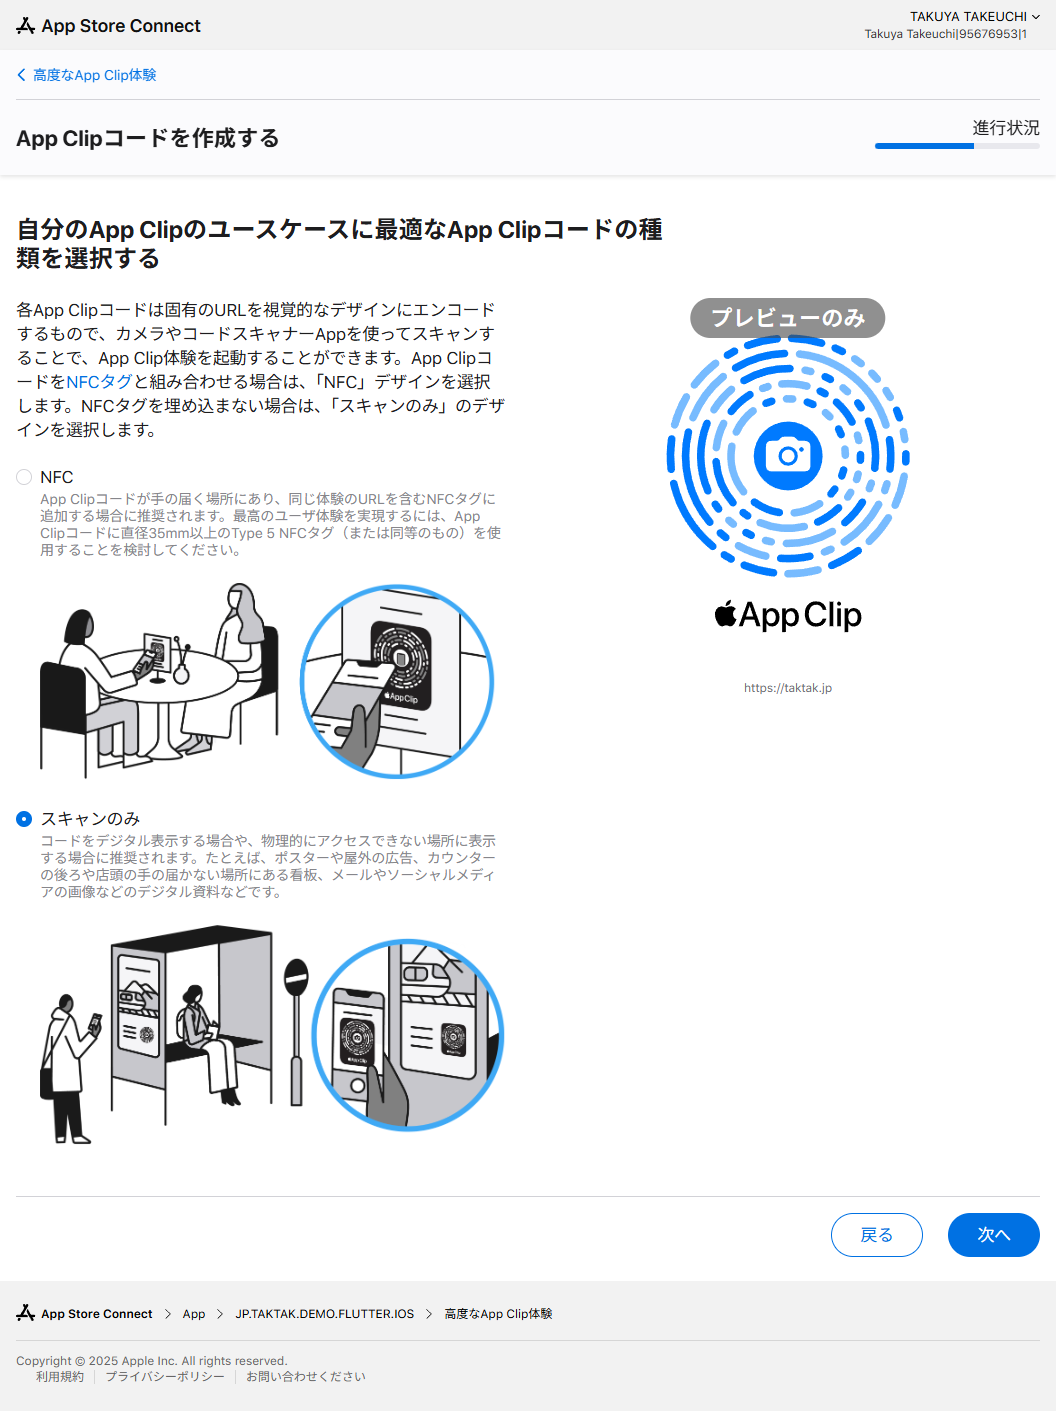 App Store Connect
TAKUYA TAKEUCHI
Takuya Takeuchi|95676953|1
高度なApp Clip体験
App Clipコードを作成する
進行状況
自分のApp Clipのユースケースに最適なApp Clipコードの種
類を選択する
各App Clipコードは固有のURLを視覚的なデザインにエンコード
するもので、カメラやコードスキャナーAppを使ってスキャンす
ることで、App Clip体験を起動することができます。App Clipコ
ードをNFCタグと組み合わせる場合は、「NFC」デザインを選択
します。NFCタグを埋め込まない場合は、「スキャンのみ」のデザ
インを選択します。
NFC
App Clipコードが手の届く場所にあり、同じ体験のURLを含むNFCタグに
追加する場合に推奨されます。最高のユーザ体験を実現するには、App
Clipコードに直径35mm以上のType 5 NFCタグ（または同等のもの）を使
用することを検討してください。
App Clip
スキャンのみ
コードをデジタル表示する場合や、物理的にアクセスできない場所に表示
する場合に推奨されます。たとえば、ポスターや屋外の広告、カウンター
の後ろや店頭の手の届かない場所にある看板、メールやソーシャルメディ
アの画像などのデジタル資料などです。
App Clip
プレビューのみ
App Clip
https://taktak.jp
戻る
次へ
App Store Connect
App
JP.TAKTAK.DEMO.FLUTTER.IOS
高度なApp Clip体験
Copyright © 2025 Apple Inc. All rights reserved.
利用規約
プライバシーポリシー
お問い合わせください